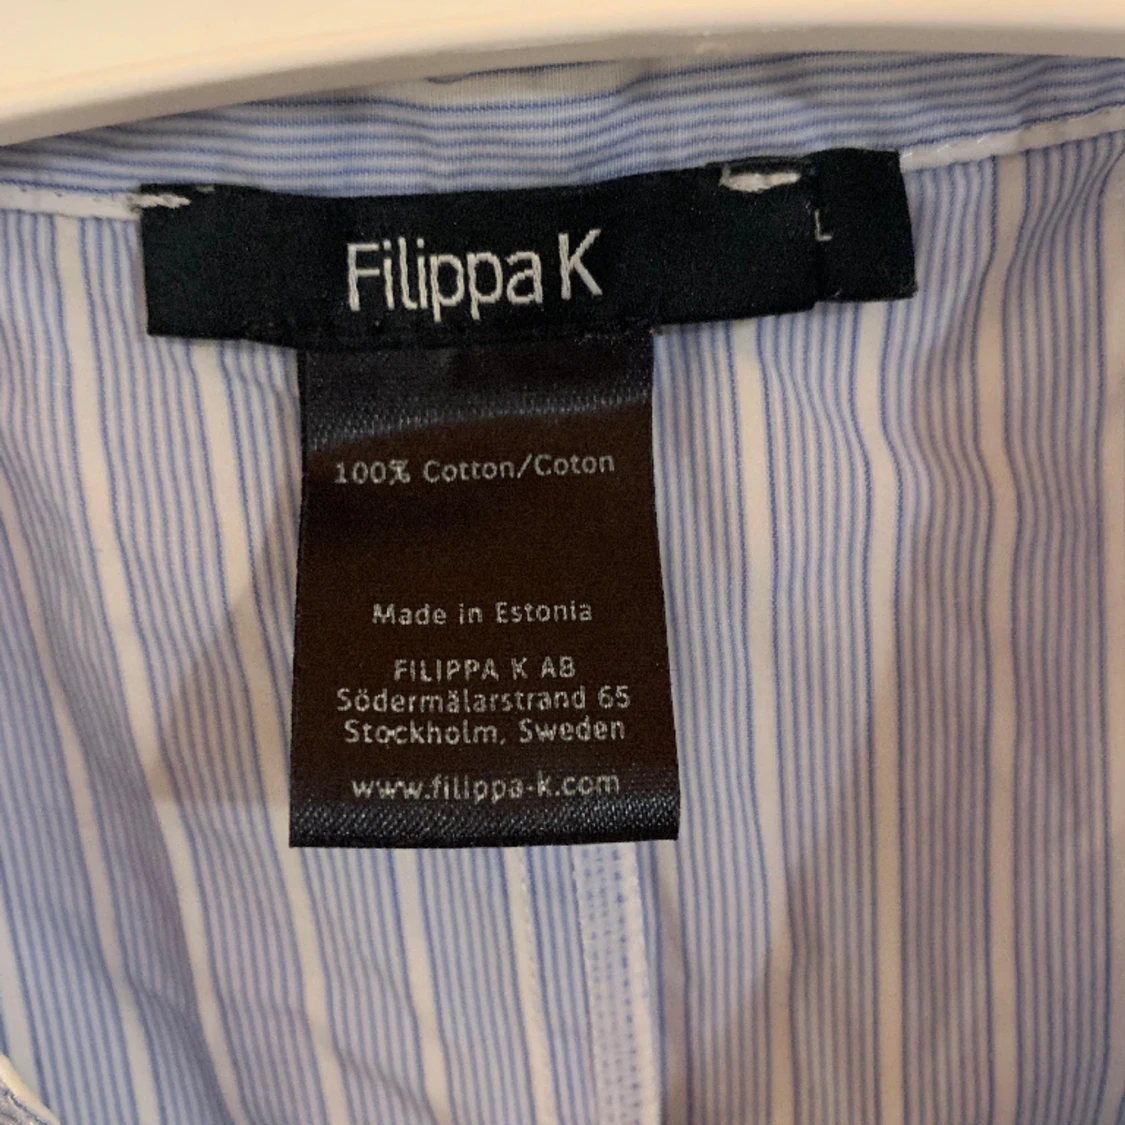 Filippa K
L
100% Cotton/Coton
Made in Estonia
FILIPPA K AB
Södermälarstrand 65
Stockholm, Sweden
www.filippa-k.com